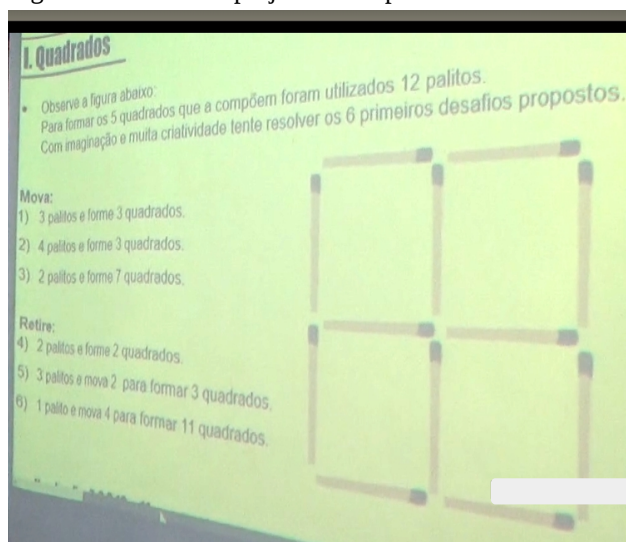 I. Quadrados
• Observe a figura abaixo:
Para formar os 5 quadrados que a compõem foram utilizados 12 palitos.
Com imaginação e muita criatividade tente resolver os 6 primeiros desafios propostos.
Mova:
1) 3 palitos e forme 3 quadrados.
2) 4 palitos e forme 3 quadrados.
3) 2 palitos e forme 7 quadrados.
Retire:
4) 2 palitos e forme 2 quadrados.
5) 3 palitos e mova 2 para formar 3 quadrados.
6) 1 palito e mova 4 para formar 11 quadrados.